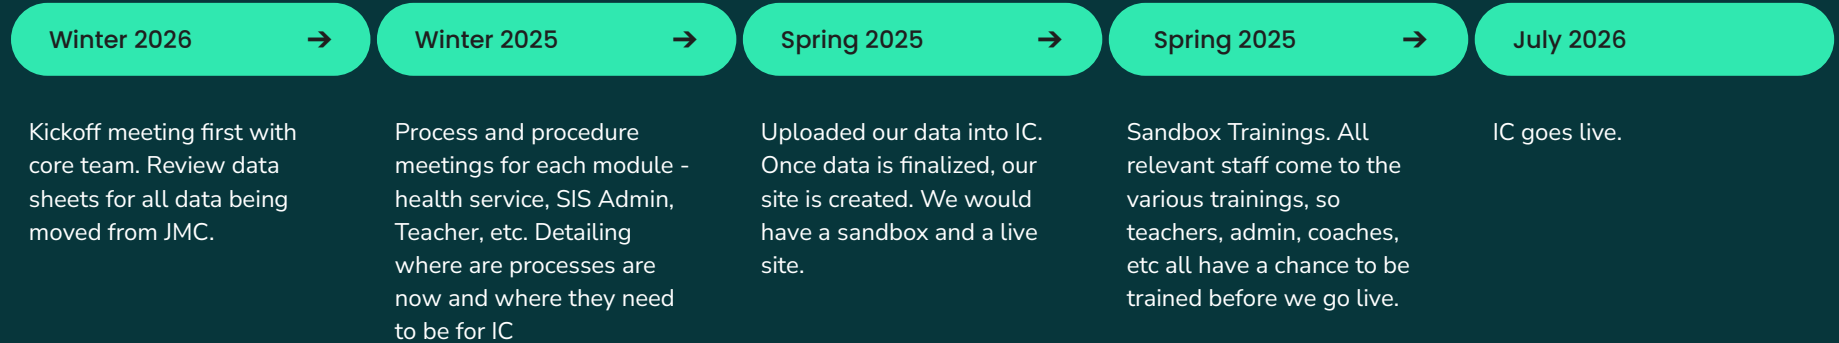 Winter 2026 →
Kickoff meeting first with
core team. Review data
sheets for all data being
moved from JMC.
Winter 2025 →
Process and procedure
meetings for each module -
health service, SIS Admin,
Teacher, etc. Detailing
where are processes are
now and where they need
to be for IC
Spring 2025 →
Uploaded our data into IC.
Once data is finalized, our
site is created. We would
have a sandbox and a live
site.
Spring 2025 →
Sandbox Trainings. All
relevant staff come to the
various trainings, so
teachers, admin, coaches,
etc all have a chance to be
trained before we go live.
July 2026
IC goes live.